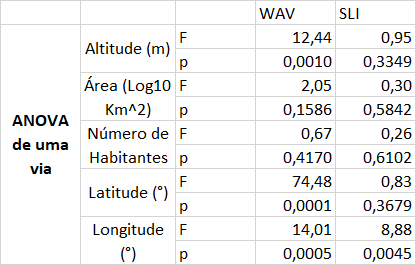 WAV SLI
ANOVA de uma via
Altitude (m) F 12,44 0,95
p 0,0010 0,3349
Área (Log10 Km^2) F 2,05 0,30
p 0,1586 0,5842
Número de Habitantes F 0,67 0,26
p 0,4170 0,6102
Latitude (°) F 74,48 0,83
p 0,0001 0,3679
Longitude (°) F 14,01 8,88
p 0,0005 0,0045